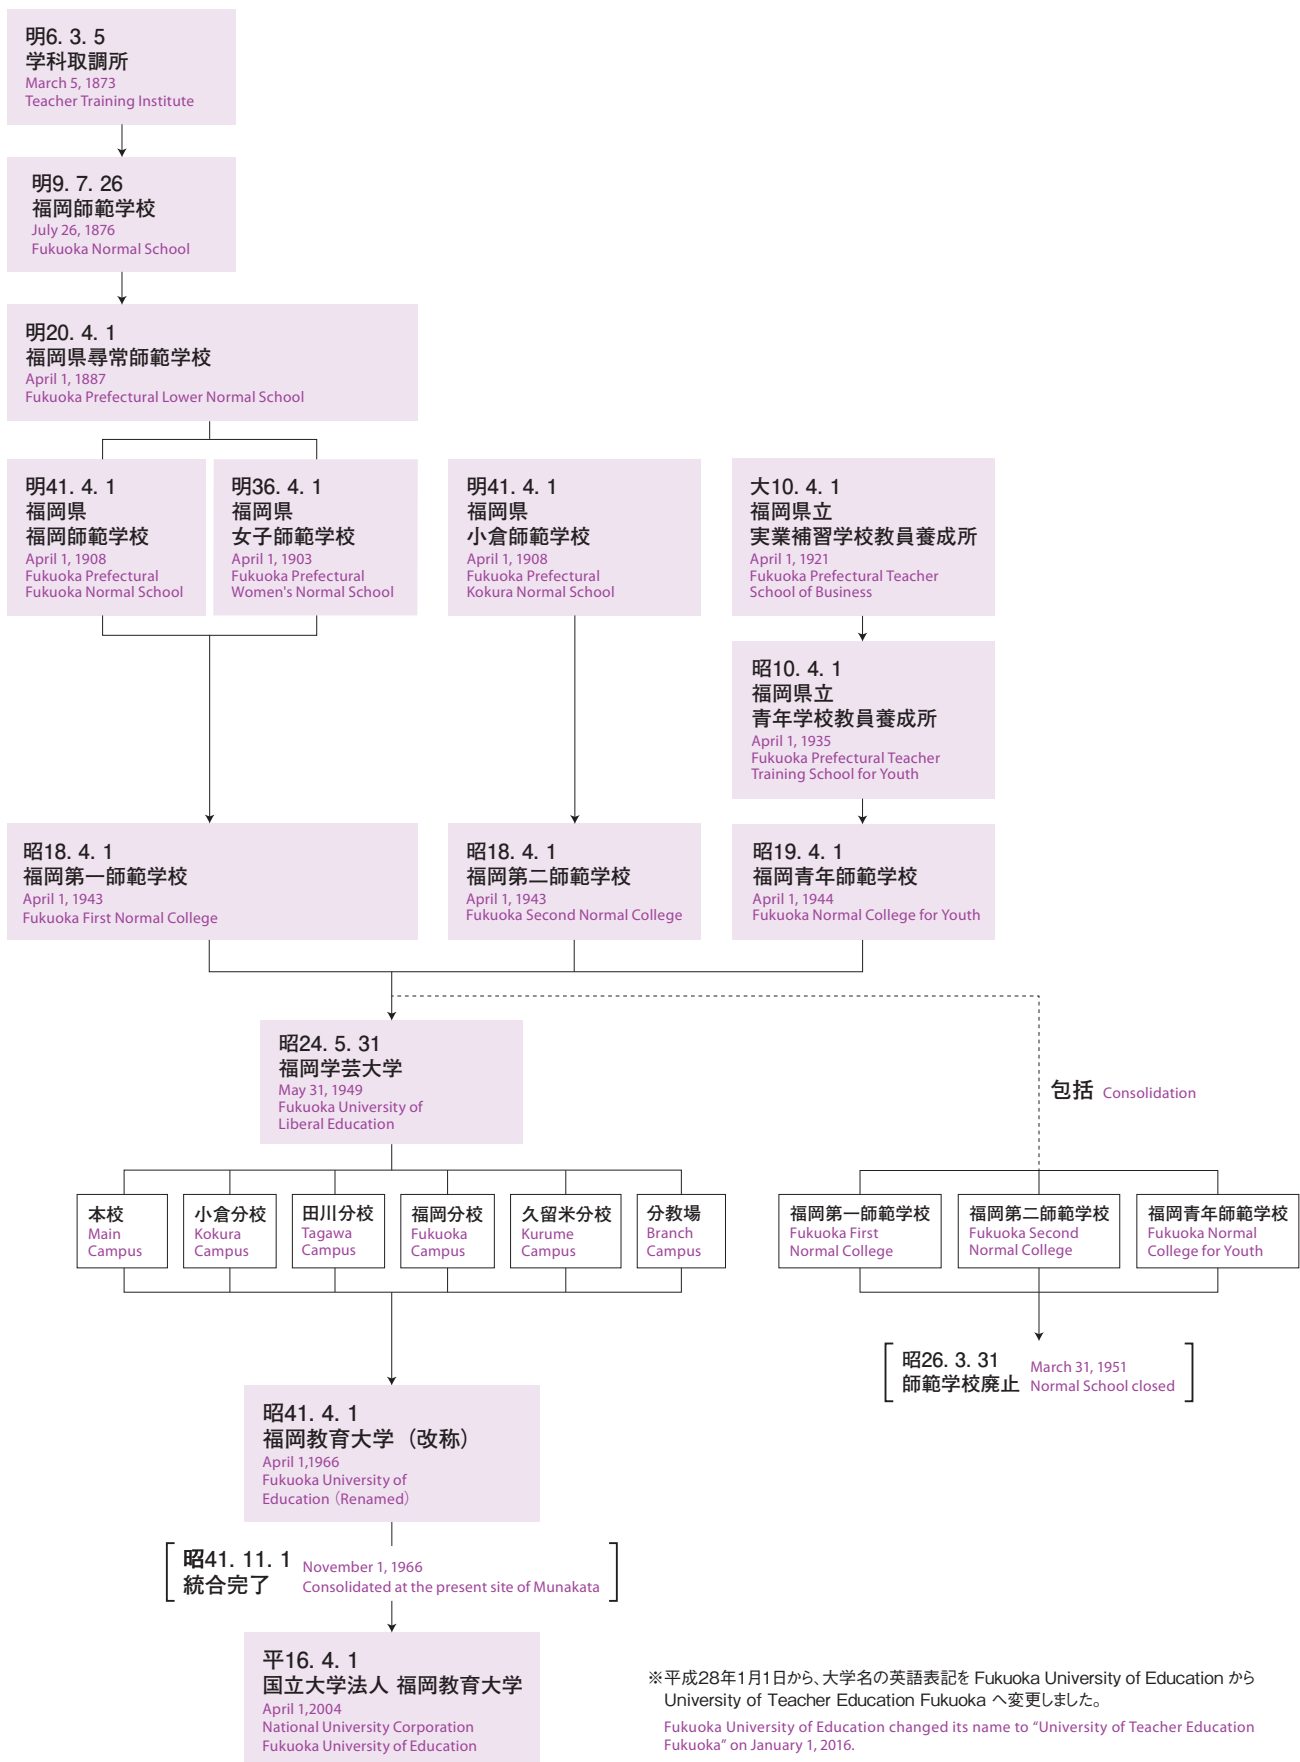 明6. 3. 5
学科取調所
March 5, 1873
Teacher Training Institute
明9. 7. 26
福岡師範学校
July 26, 1876
Fukuoka Normal School
明20. 4. 1
福岡県尋常師範学校
April 1, 1887
Fukuoka Prefectural Lower Normal School
明41. 4. 1
福岡県
福岡師範学校
April 1, 1908
Fukuoka Prefectural
Fukuoka Normal School
明36. 4. 1
福岡県
女子師範学校
April 1, 1903
Fukuoka Prefectural
Women's Normal School
明41. 4. 1
福岡県
小倉師範学校
April 1, 1908
Fukuoka Prefectural
Kokura Normal School
大10. 4. 1
福岡県立
実業補習学校教員養成所
April 1, 1921
Fukuoka Prefectural Teacher
School of Business
昭10. 4. 1
福岡県立
青年学校教員養成所
April 1, 1935
Fukuoka Prefectural Teacher
Training School for Youth
昭18. 4. 1
福岡第一師範学校
April 1, 1943
Fukuoka First Normal College
昭18. 4. 1
福岡第二師範学校
April 1, 1943
Fukuoka Second Normal College
昭19. 4. 1
福岡青年師範学校
April 1, 1944
Fukuoka Normal College for Youth
昭24. 5. 31
福岡学芸大学
May 31, 1949
Fukuoka University of
Liberal Education
包括 Consolidation
本校
Main
Campus
小倉分校
Kokura
Campus
田川分校
Tagawa
Campus
福岡分校
Fukuoka
Campus
久留米分校
Kurume
Campus
分教場
Branch
Campus
福岡第一師範学校
Fukuoka First
Normal College
福岡第二師範学校
Fukuoka Second
Normal College
福岡青年師範学校
Fukuoka Normal
College for Youth
昭26. 3. 31
師範学校廃止
March 31, 1951
Normal School closed
昭41. 4. 1
福岡教育大学（改称）
April 1,1966
Fukuoka University of
Education（Renamed）
昭41. 11. 1
統合完了
November 1, 1966
Consolidated at the present site of Munakata
平16. 4. 1
国立大学法人 福岡教育大学
April 1,2004
National University Corporation
Fukuoka University of Education
※平成28年1月1日から、大学名の英語表記を Fukuoka University of Education から
University of Teacher Education Fukuoka へ変更しました。
Fukuoka University of Education changed its name to “University of Teacher Education
Fukuoka” on January 1, 2016.